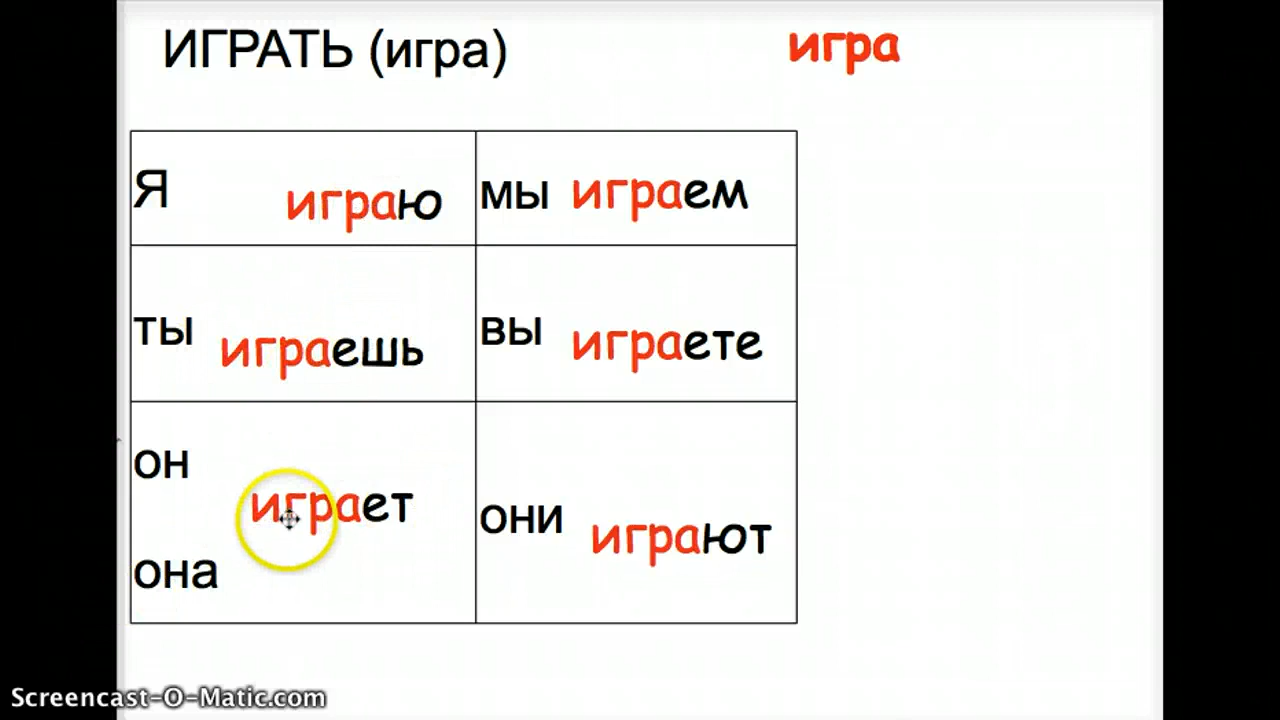 ИГРАТЬ (игра) игра
Я играю мы играем
ты играешь вы играете
он
играет они играют
она
Screencast-O-Matic.com